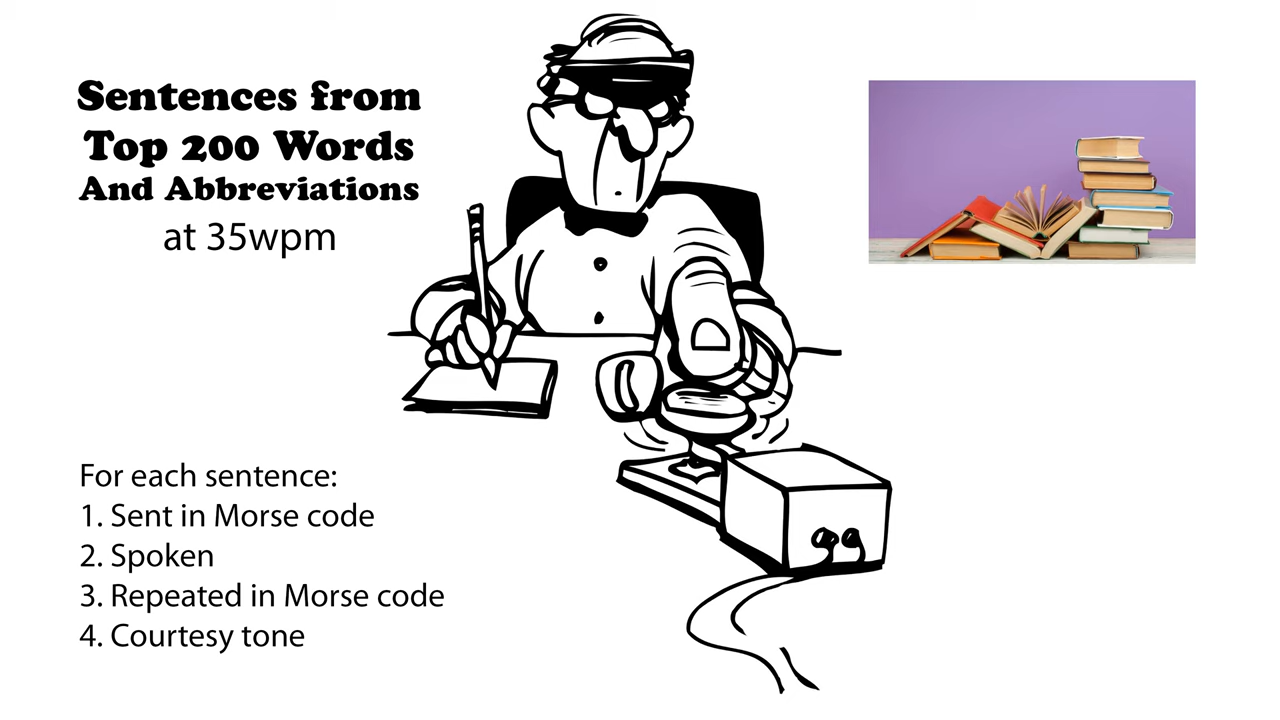 Sentences from
Top 200 Words
And Abbreviations
at 35wpm
For each sentence:
1. Sent in Morse code
2. Spoken
3. Repeated in Morse code
4. Courtesy tone